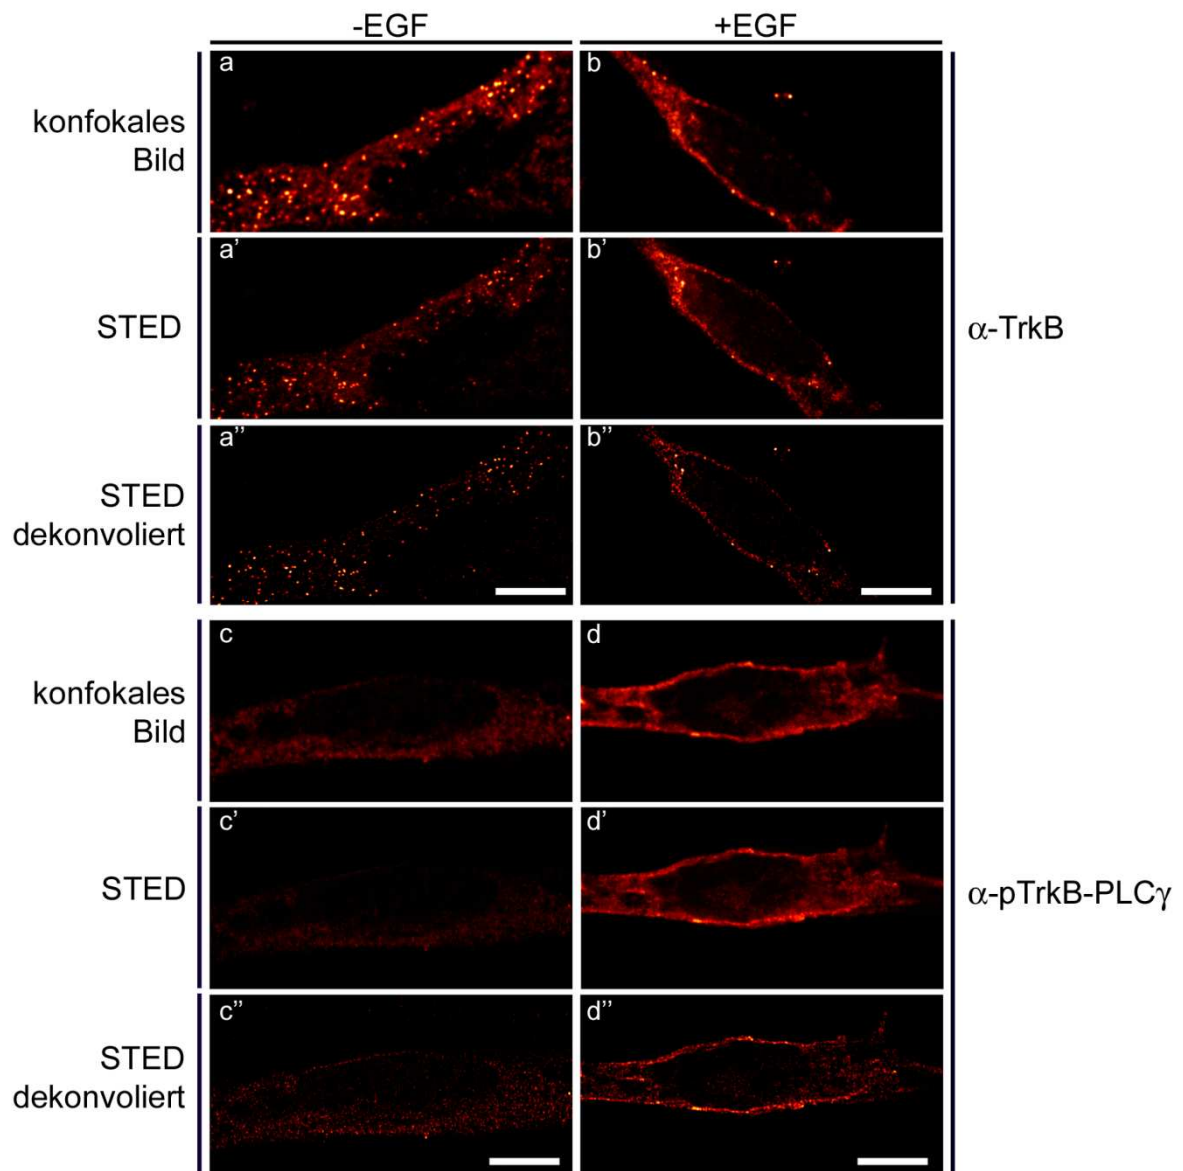 -EGF
+EGF
konfokales
Bild
a
b
STED
a'
b'
α-TrkB
STED
dekonvoliert
a''
b''
konfokales
Bild
c
d
STED
c'
d'
α-pTrkB-PLCγ
STED
dekonvoliert
c''
d''